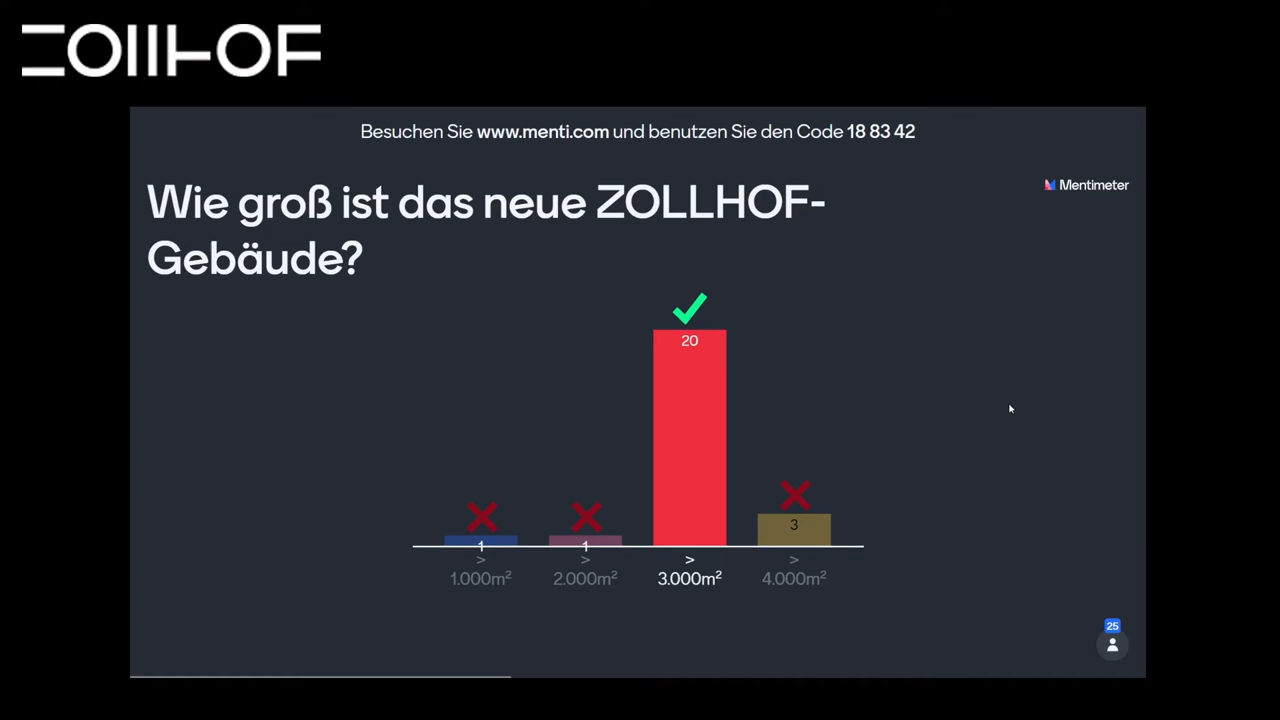 ZOLLHOF
Besuchen Sie www.menti.com und benutzen Sie den Code 18 83 42
Mentimeter
Wie groß ist das neue ZOLLHOF-
Gebäude?
20
3
1
1
> > > >
1.000m² 2.000m² 3.000m² 4.000m²
25